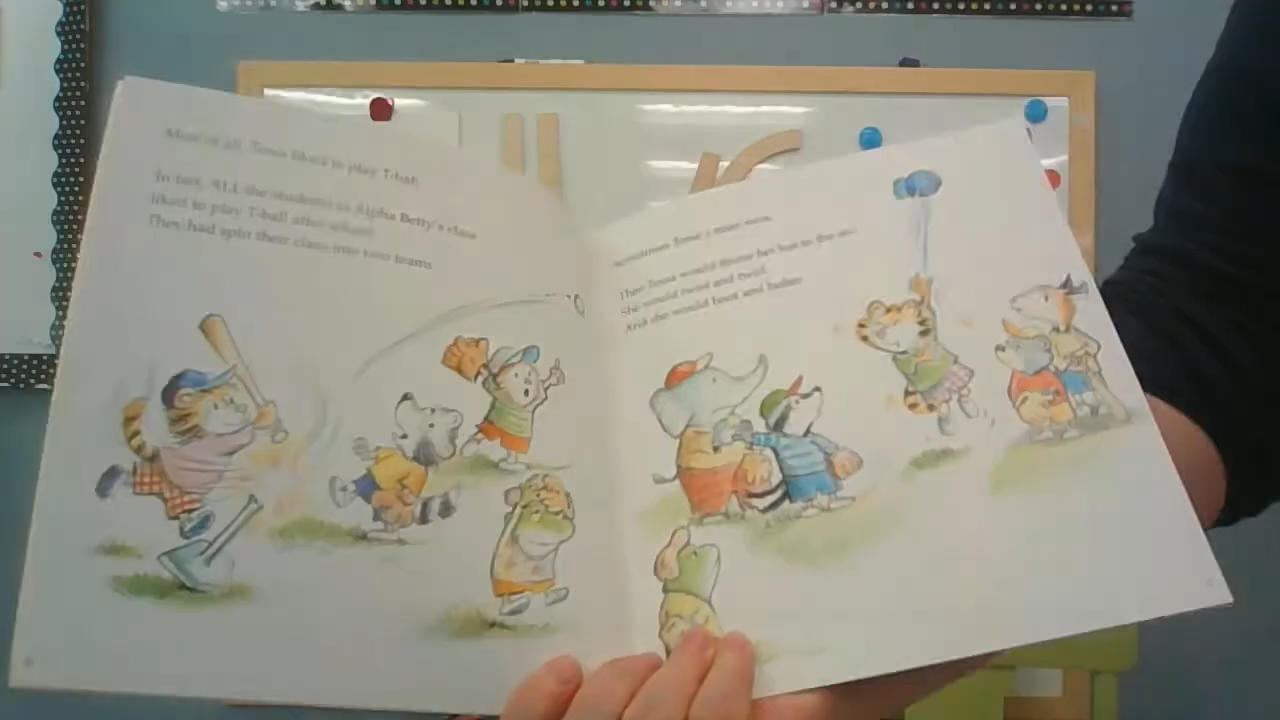 Most of all, Tessa liked to play T-ball.
In fact, ALL the students in Alpha Betty's class
liked to play T-ball after school.
They had split their class into two teams
Sometimes Tessa's team won.
Then Tessa would throw her hat in the air.
She would twist and twirl.
And she would hoot and holler.